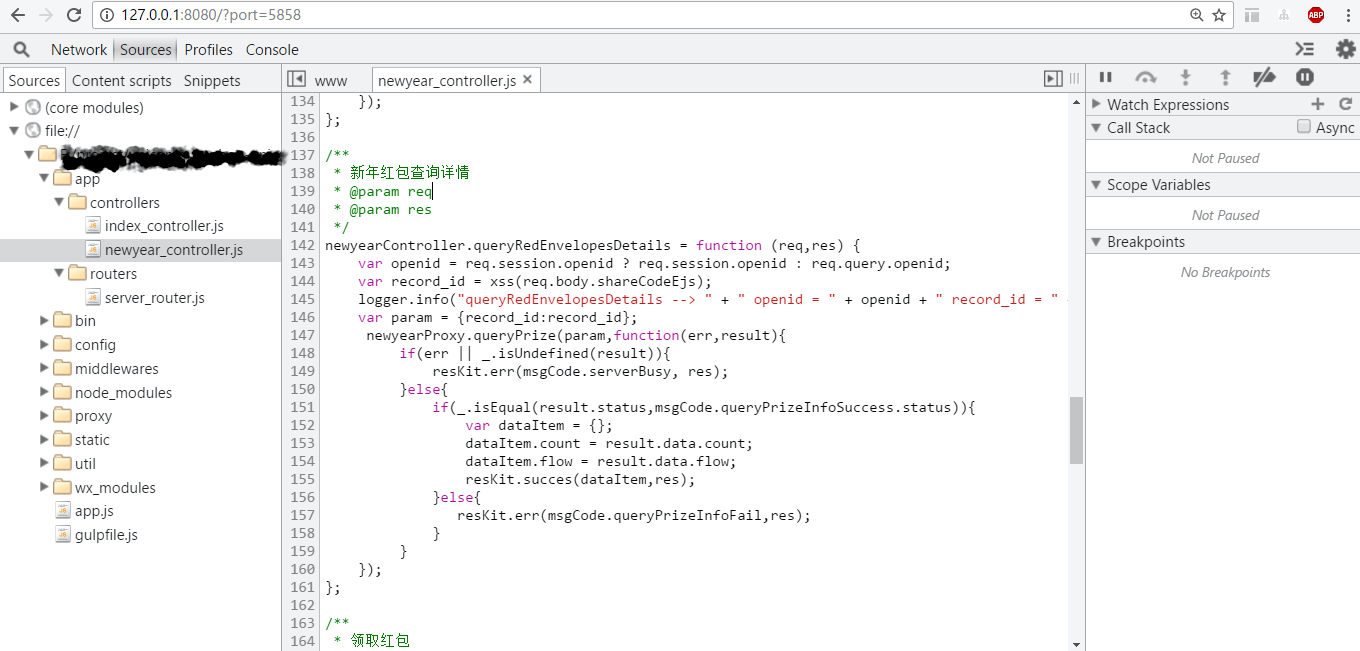 127.0.0.1:8080/?port=5858
ABP
Network Sources Profiles Console
Sources Content scripts Snippets
(core modules)
file://
app
controllers
index_controller.js
newyear_controller.js
routers
server_router.js
bin
config
middlewares
node_modules
proxy
static
util
wx_modules
app.js
gulpfile.js
www newyear_controller.js ×
134     });
135 };
136
137 /**
138  * 新年红包查询详情
139  * @param req
140  * @param res
141  */
142 newyearController.queryRedEnvelopesDetails = function (req,res) {
143     var openid = req.session.openid ? req.session.openid : req.query.openid;
144     var record_id = xss(req.body.shareCodeEjs);
145     logger.info("queryRedEnvelopesDetails --> " + " openid = " + openid + " record_id = "
146     var param = {record_id:record_id};
147      newyearProxy.queryPrize(param,function(err,result){
148         if(err || _.isUndefined(result)){
149             resKit.err(msgCode.serverBusy, res);
150         }else{
151             if(_.isEqual(result.status,msgCode.queryPrizeInfoSuccess.status)){
152                 var dataItem = {};
153                 dataItem.count = result.data.count;
154                 dataItem.flow = result.data.flow;
155                 resKit.succes(dataItem,res);
156             }else{
157                resKit.err(msgCode.queryPrizeInfoFail,res);
158             }
159         }
160     });
161 };
162
163 /**
164  * 领取红包
Watch Expressions
Call Stack Async
Not Paused
Scope Variables
Not Paused
Breakpoints
No Breakpoints